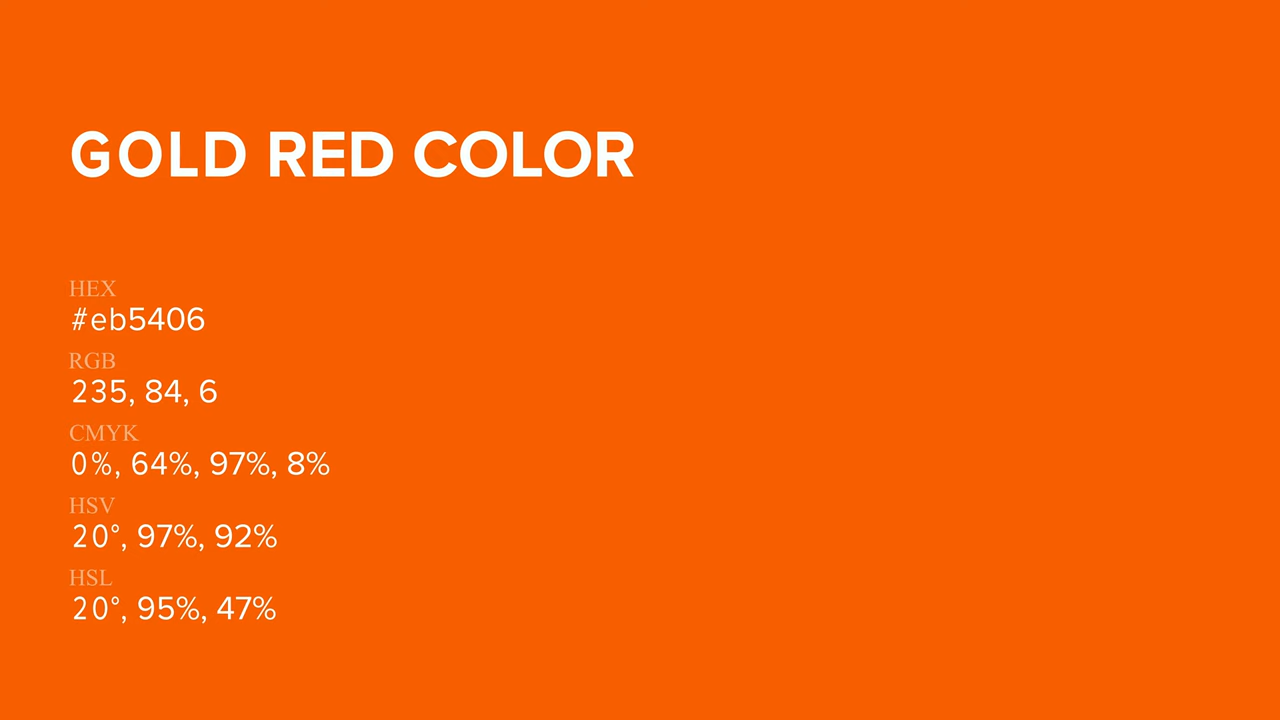 GOLD RED COLOR
HEX
#eb5406
RGB
235, 84, 6
CMYK
0%, 64%, 97%, 8%
HSV
20°, 97%, 92%
HSL
20°, 95%, 47%